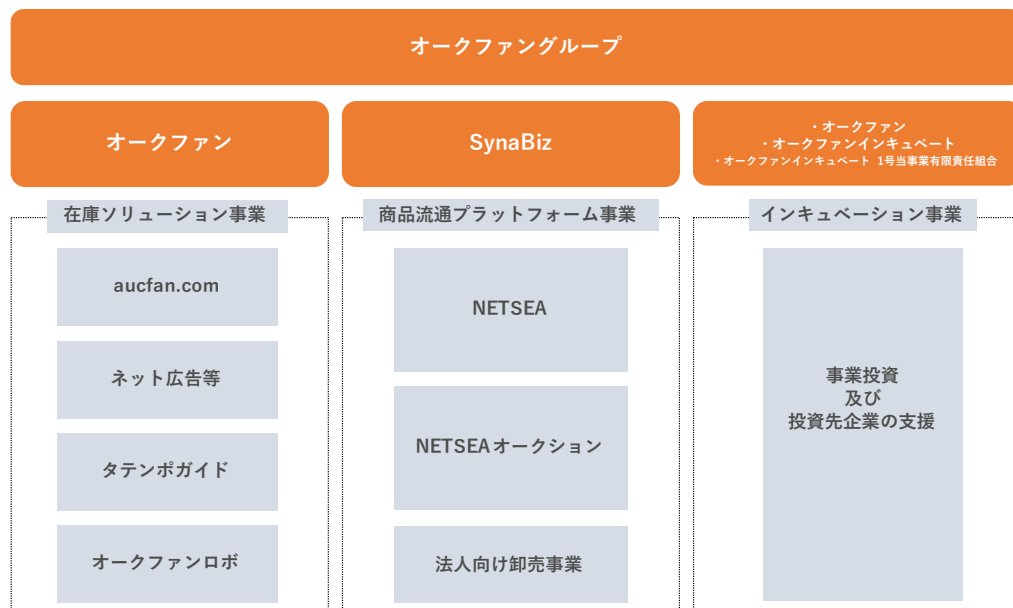 オークファングループ
オークファン
SynaBiz
・オークファン
・オークファンインキュベート
・オークファンインキュベート 1号当事業有限責任組合
在庫ソリューション事業
aucfan.com
ネット広告等
タテンポガイド
オークファンロボ
商品流通プラットフォーム事業
NETSEA
NETSEAオークション
法人向け卸売事業
インキュベーション事業
事業投資
及び
投資先企業の支援